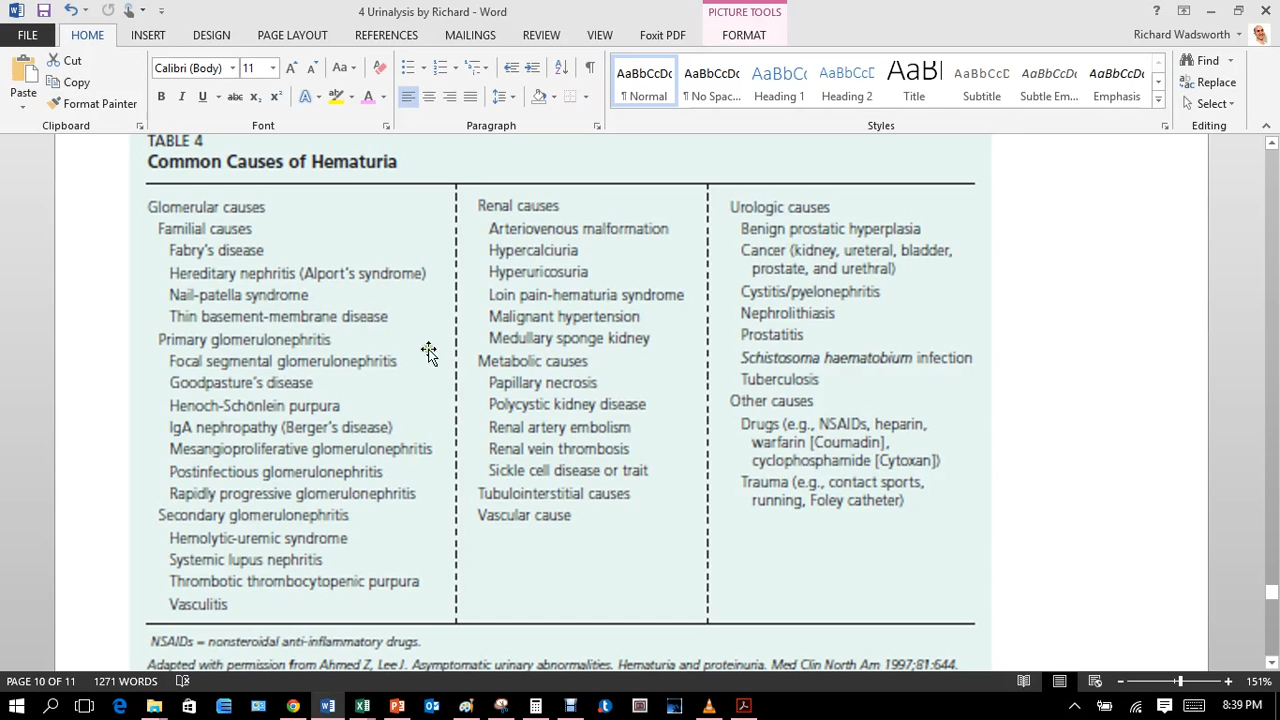 4 Urinalysis by Richard - Word
PICTURE TOOLS
FILE HOME INSERT DESIGN PAGE LAYOUT REFERENCES MAILINGS REVIEW VIEW Foxit PDF FORMAT
Richard Wadsworth
Paste
Cut
Copy
Format Painter
Calibri (Body) 11
AaBbCcDc AaBbCcDc AaBbCc AaBbCc AaBl AaBbCcD AaBbCcDc AaBbCcDc
¶ Normal ¶ No Spac... Heading 1 Heading 2 Title Subtitle Subtle Em... Emphasis
Find
Replace
Select
Clipboard Font Paragraph Styles Editing
TABLE 4
Common Causes of Hematuria
Glomerular causes
Familial causes
Fabry's disease
Hereditary nephritis (Alport's syndrome)
Nail-patella syndrome
Thin basement-membrane disease
Primary glomerulonephritis
Focal segmental glomerulonephritis
Goodpasture's disease
Henoch-Schönlein purpura
IgA nephropathy (Berger's disease)
Mesangioproliferative glomerulonephritis
Postinfectious glomerulonephritis
Rapidly progressive glomerulonephritis
Secondary glomerulonephritis
Hemolytic-uremic syndrome
Systemic lupus nephritis
Thrombotic thrombocytopenic purpura
Vasculitis
Renal causes
Arteriovenous malformation
Hypercalciuria
Hyperuricosuria
Loin pain-hematuria syndrome
Malignant hypertension
Medullary sponge kidney
Metabolic causes
Papillary necrosis
Polycystic kidney disease
Renal artery embolism
Renal vein thrombosis
Sickle cell disease or trait
Tubulointerstitial causes
Vascular cause
Urologic causes
Benign prostatic hyperplasia
Cancer (kidney, ureteral, bladder,
prostate, and urethral)
Cystitis/pyelonephritis
Nephrolithiasis
Prostatitis
Schistosoma haematobium infection
Tuberculosis
Other causes
Drugs (e.g., NSAIDs, heparin,
warfarin [Coumadin],
cyclophosphamide [Cytoxan])
Trauma (e.g., contact sports,
running, Foley catheter)
NSAIDs = nonsteroidal anti-inflammatory drugs.
Adapted with permission from Ahmed Z, Lee J. Asymptomatic urinary abnormalities. Hematuria and proteinuria. Med Clin North Am 1997;81:644.
PAGE 10 OF 11 1271 WORDS
151%
8:39 PM